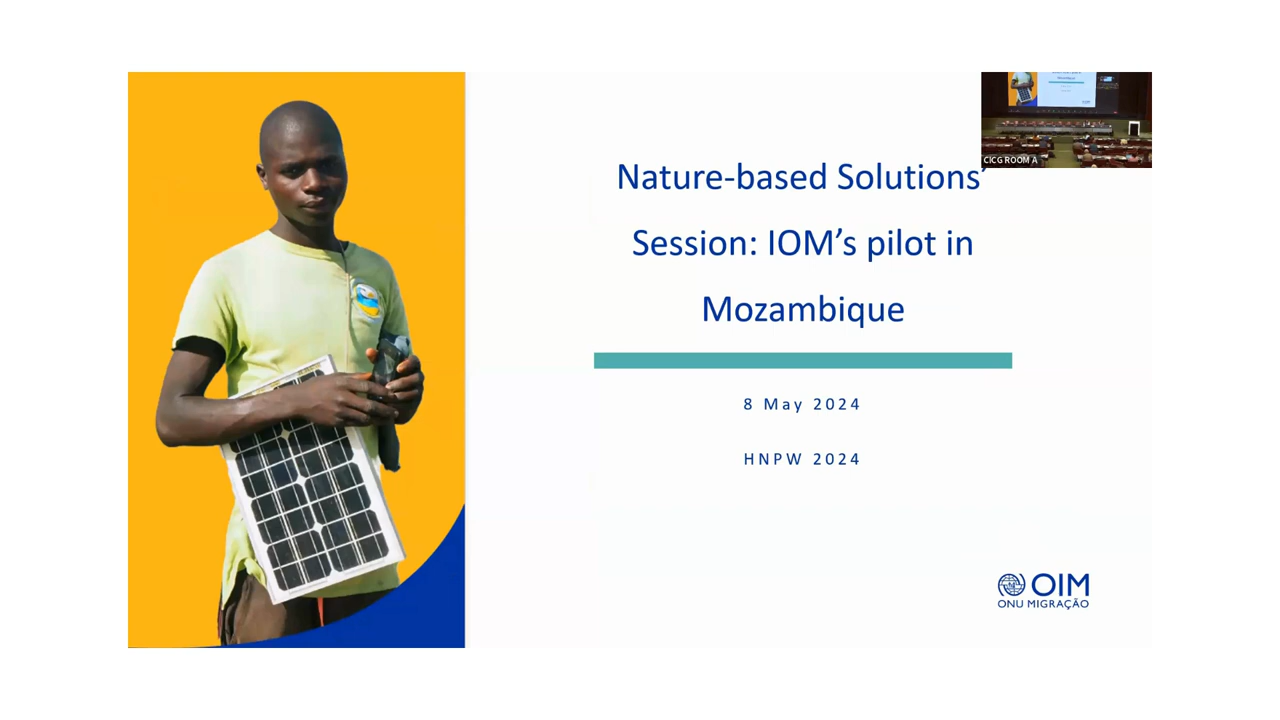 Nature-based Solutions’
Session: IOM’s pilot in
Mozambique
8 May 2024
HNPW 2024
CICG ROOM A
OIM
ONU MIGRAÇÃO